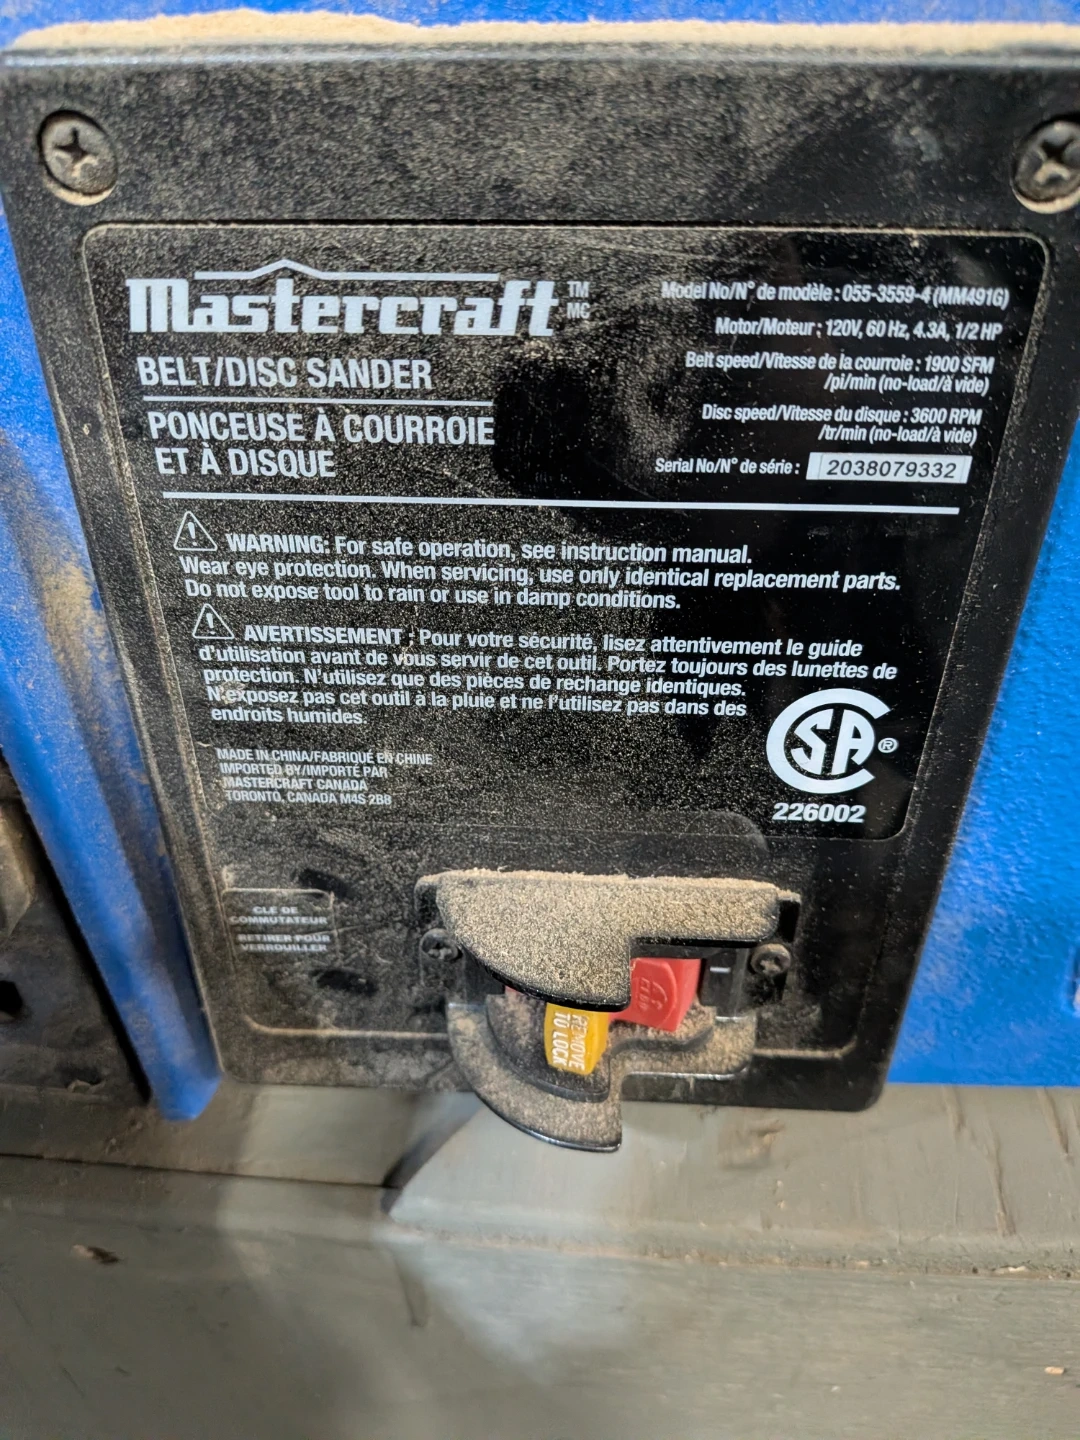 Mastercraft TM
MC
BELT/DISC SANDER
PONCEUSE À COURROIE
ET À DISQUE
Model No/N° de modèle : 055-3559-4 (MM491G)
Motor/Moteur : 120V, 60 Hz, 4.3A, 1/2 HP
Belt speed/Vitesse de la courroie : 1900 SFM
/pi/min (no-load/à vide)
Disc speed/Vitesse du disque : 3600 RPM
/tr/min (no-load/à vide)
Serial No/N° de série : 2038079332
WARNING: For safe operation, see instruction manual.
Wear eye protection. When servicing, use only identical replacement parts.
Do not expose tool to rain or use in damp conditions.
AVERTISSEMENT : Pour votre sécurité, lisez attentivement le guide
d'utilisation avant de vous servir de cet outil. Portez toujours des lunettes de
protection. N'utilisez que des pièces de rechange identiques.
N'exposez pas cet outil à la pluie et ne l'utilisez pas dans des
endroits humides.
MADE IN CHINA/FABRIQUÉ EN CHINE
IMPORTED BY/IMPORTÉ PAR
MASTERCRAFT CANADA
TORONTO, CANADA M4S 2B8
CSA ®
226002
CLÉ DE
COMMUTATEUR
RETIRER POUR
VERROUILLER
REMOVE
TO LOCK